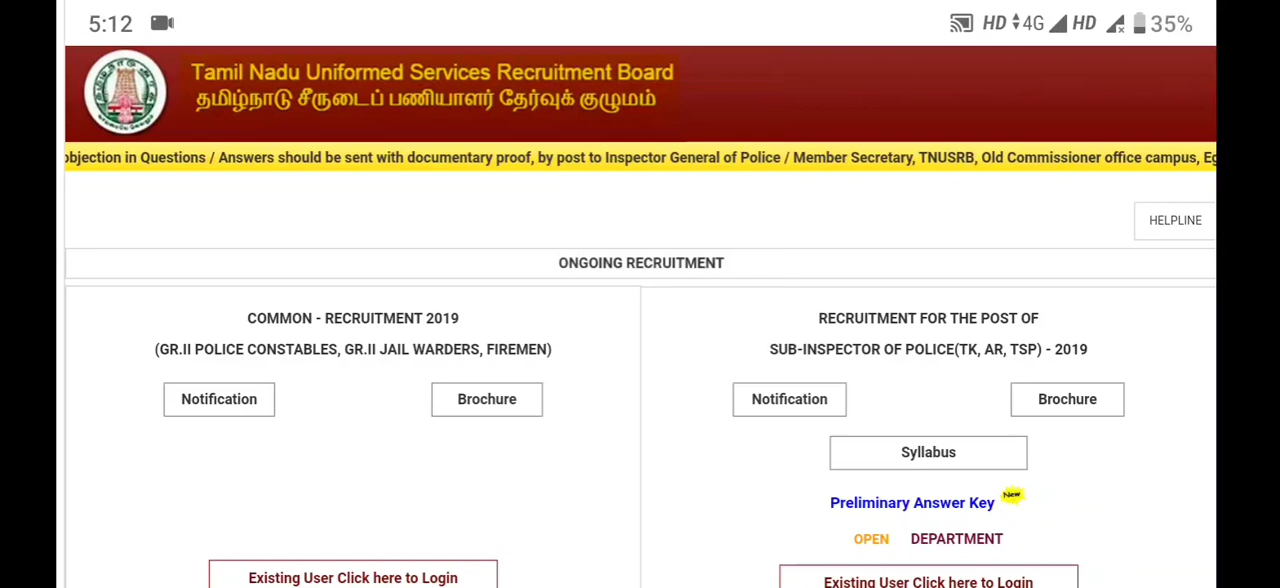 5:12 HD 4G HD 35%
Tamil Nadu Uniformed Services Recruitment Board
தமிழ்நாடு சீருடைப் பணியாளர் தேர்வுக் குழுமம்
objection in Questions / Answers should be sent with documentary proof, by post to Inspector General of Police / Member Secretary, TNUSRB, Old Commissioner office campus,
HELPLINE
ONGOING RECRUITMENT
COMMON - RECRUITMENT 2019
(GR.II POLICE CONSTABLES, GR.II JAIL WARDERS, FIREMEN)
Notification Brochure
Existing User Click here to Login
RECRUITMENT FOR THE POST OF
SUB-INSPECTOR OF POLICE(TK, AR, TSP) - 2019
Notification Brochure
Syllabus
Preliminary Answer Key New
OPEN DEPARTMENT
Existing User Click here to Login